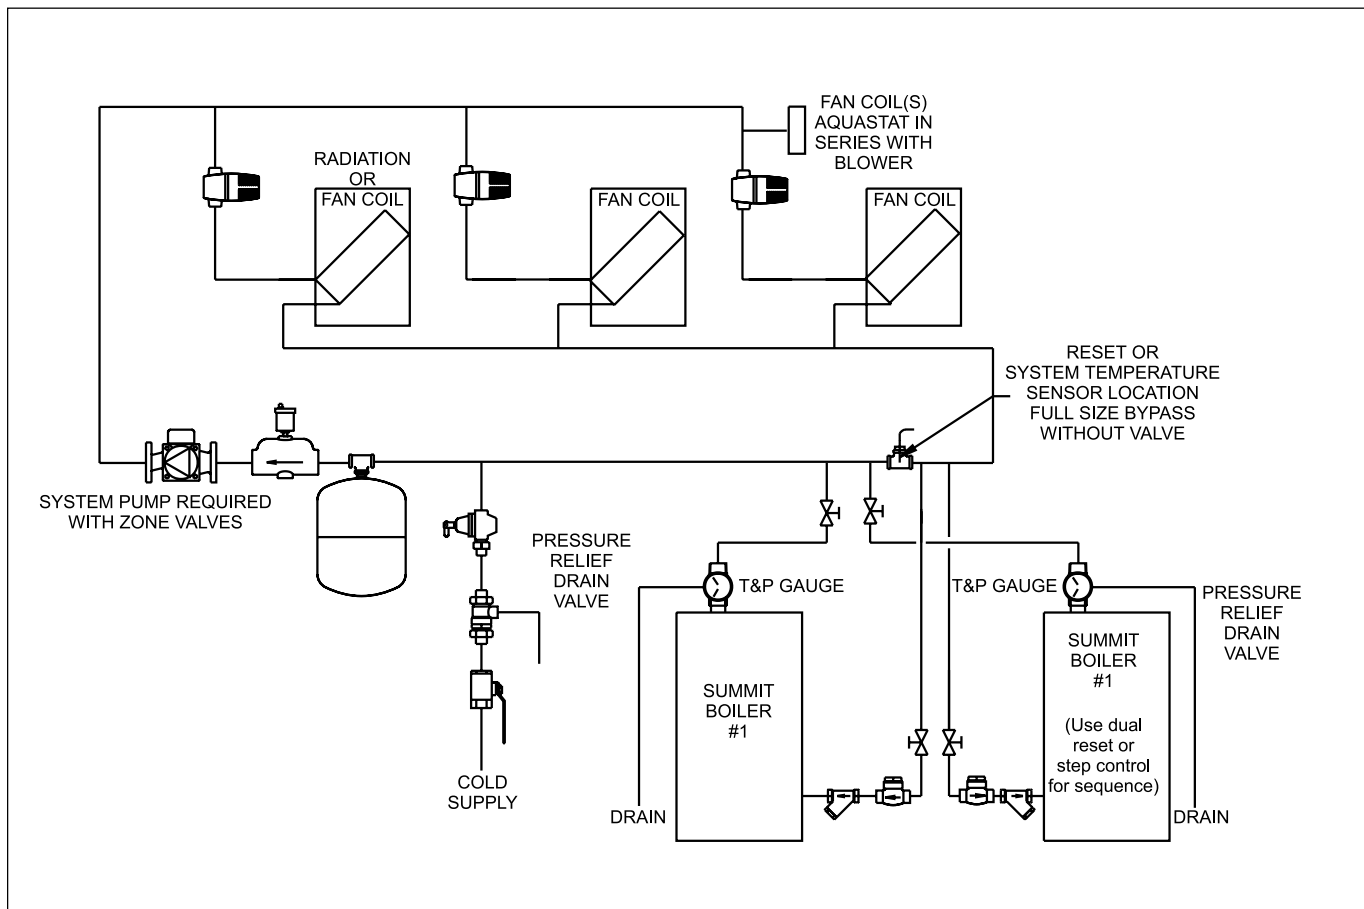 FAN COIL(S)
AQUASTAT IN
SERIES WITH
BLOWER
RADIATION
OR
FAN COIL
FAN COIL
FAN COIL
RESET OR
SYSTEM TEMPERATURE
SENSOR LOCATION
FULL SIZE BYPASS
WITHOUT VALVE
SYSTEM PUMP REQUIRED
WITH ZONE VALVES
PRESSURE
RELIEF
DRAIN
VALVE
T&P GAUGE
T&P GAUGE
PRESSURE
RELIEF
DRAIN
VALVE
SUMMIT
BOILER
#1
SUMMIT
BOILER
#1
(Use dual
reset or
step control
for sequence)
COLD
SUPPLY
DRAIN
DRAIN